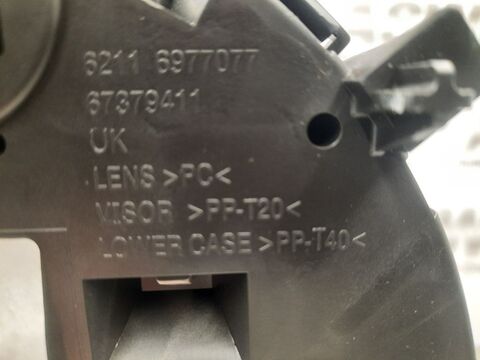 6211 6977077
67379411
UK
LENS >PC<
VISOR >PP-T20<
LOWER CASE >PP-T40<